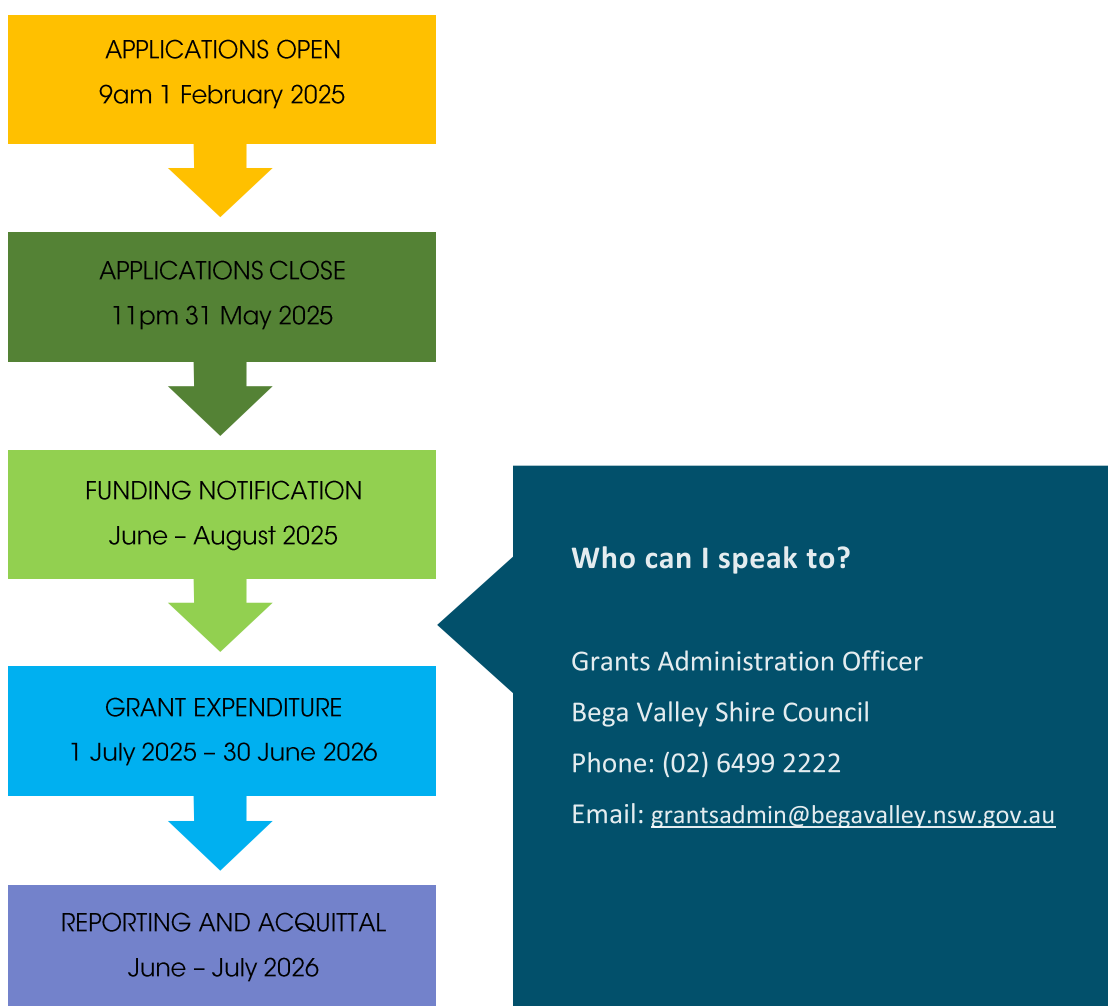 APPLICATIONS OPEN
9am 1 February 2025
APPLICATIONS CLOSE
11pm 31 May 2025
FUNDING NOTIFICATION
June – August 2025
GRANT EXPENDITURE
1 July 2025 – 30 June 2026
REPORTING AND ACQUITTAL
June – July 2026
Who can I speak to?
Grants Administration Officer
Bega Valley Shire Council
Phone: (02) 6499 2222
Email: grantsadmin@begavalley.nsw.gov.au